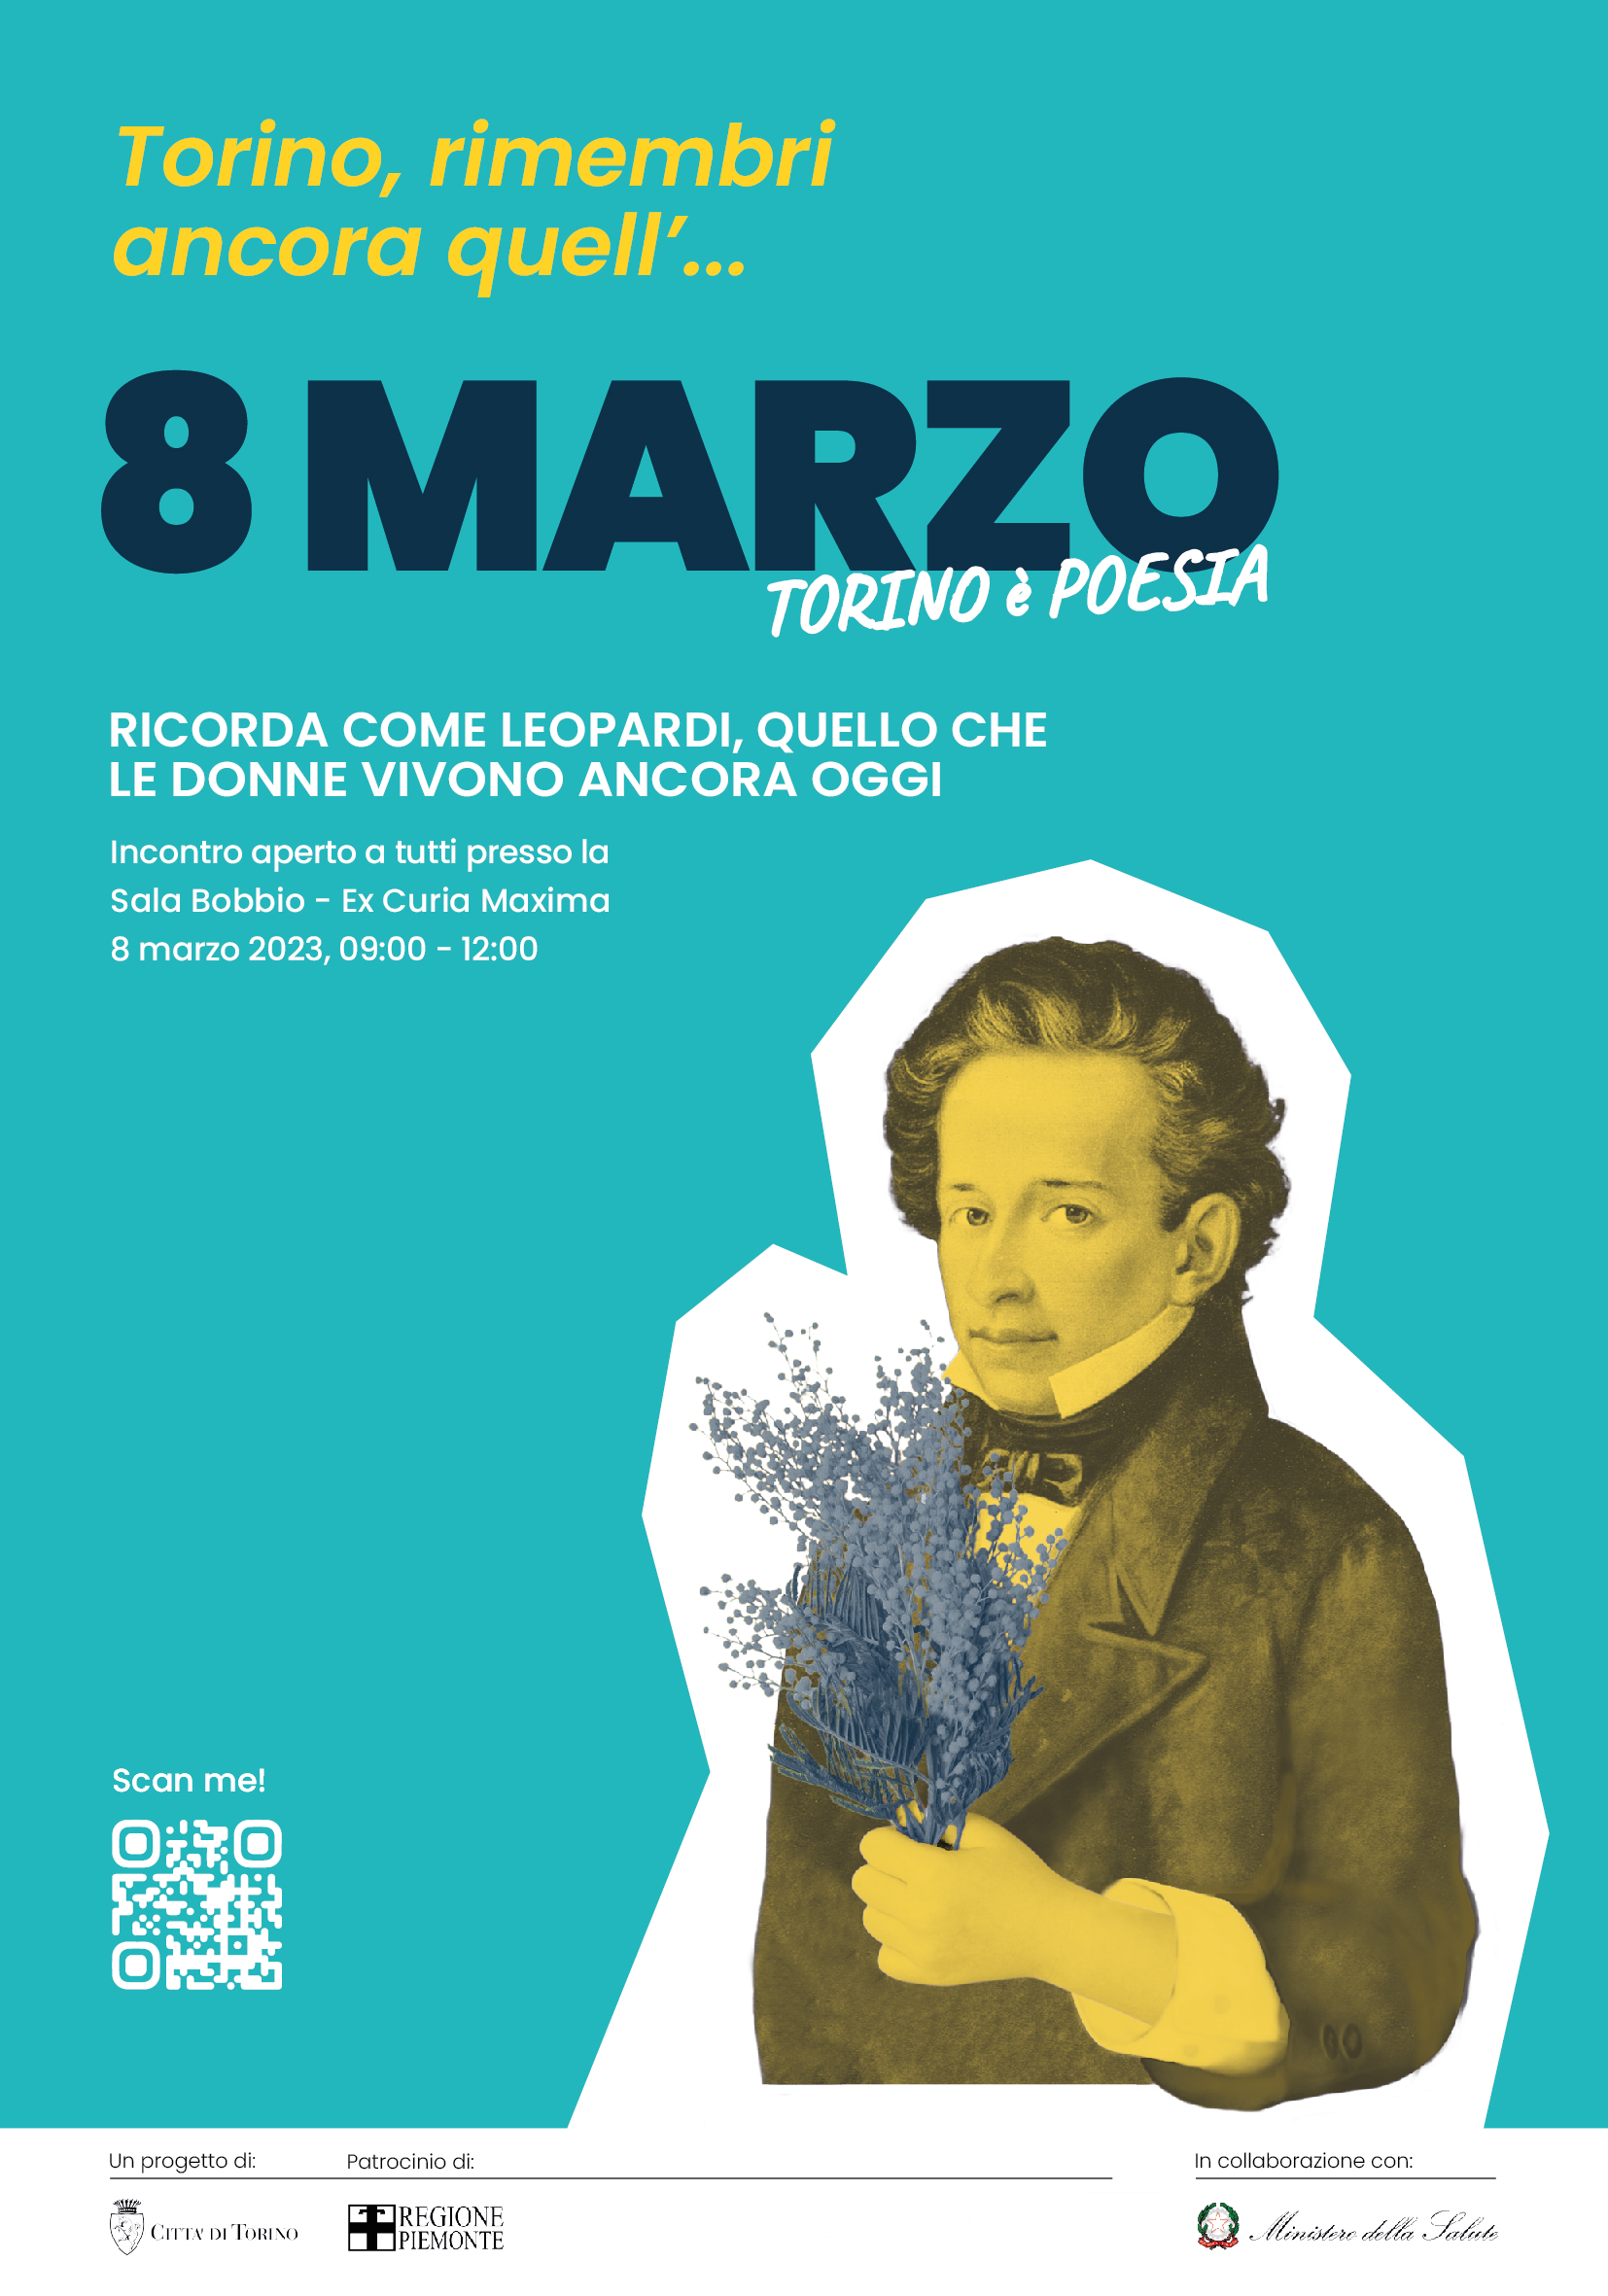 Torino, rimembri
ancora quell’...
8 MARZO
TORINO è POESIA
RICORDA COME LEOPARDI, QUELLO CHE
LE DONNE VIVONO ANCORA OGGI
Incontro aperto a tutti presso la
Sala Bobbio - Ex Curia Maxima
8 marzo 2023, 09:00 - 12:00
Scan me!
Un progetto di:
CITTA' DI TORINO
Patrocinio di:
REGIONE
PIEMONTE
In collaborazione con:
Ministero della Salute